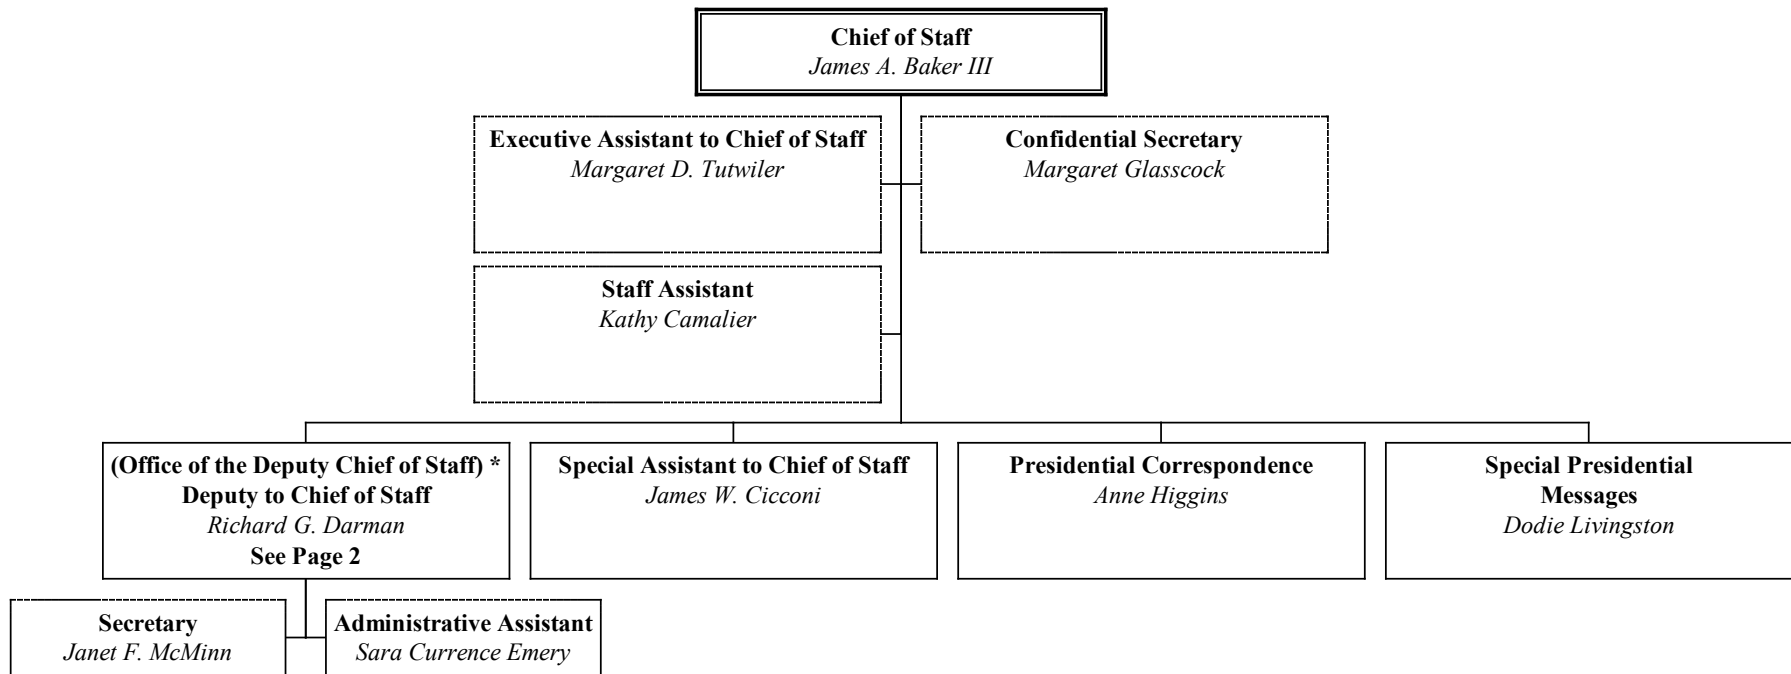 Chief of Staff
James A. Baker III
Executive Assistant to Chief of Staff
Margaret D. Tutwiler
Confidential Secretary
Margaret Glasscock
Staff Assistant
Kathy Camalier
(Office of the Deputy Chief of Staff) *
Deputy to Chief of Staff
Richard G. Darman
See Page 2
Special Assistant to Chief of Staff
James W. Cicconi
Presidential Correspondence
Anne Higgins
Special Presidential
Messages
Dodie Livingston
Secretary
Janet F. McMinn
Administrative Assistant
Sara Currence Emery